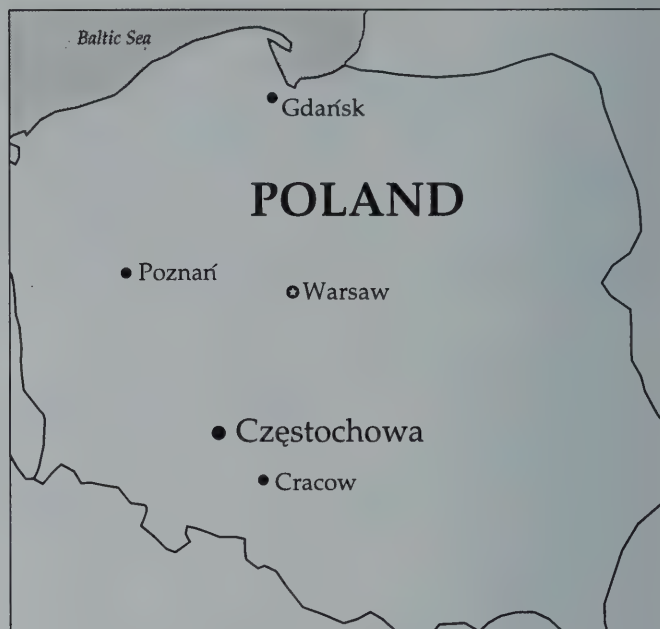 Baltic Sea
Gdańsk
POLAND
Poznań
Warsaw
Częstochowa
Cracow